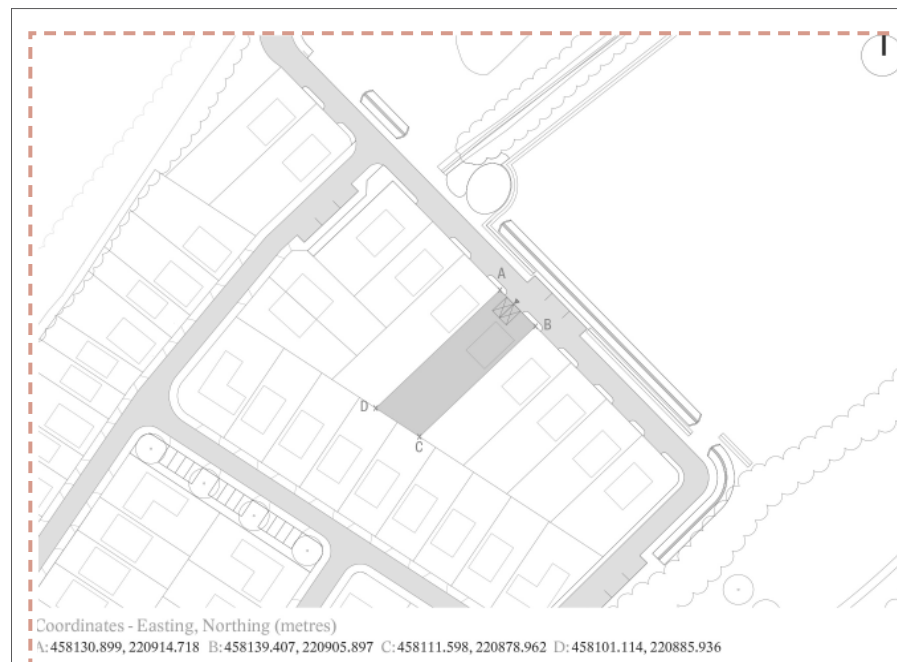 A
B
D
C
Coordinates - Easting, Northing (metres)
A:458130.899, 220914.718 B:458139.407, 220905.897 C:458111.598, 220878.962 D:458101.114, 220885.936